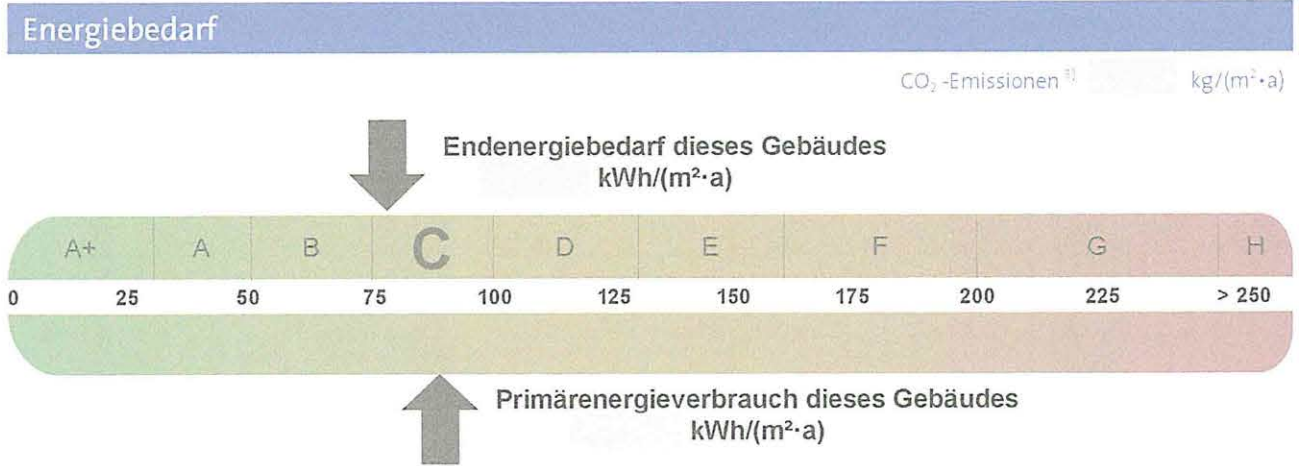 Energiebedarf
CO₂-Emissionen ³⁾ kg/(m²·a)
Endenergiebedarf dieses Gebäudes
kWh/(m²·a)
A+ A B C D E F G H
0 25 50 75 100 125 150 175 200 225 > 250
Primärenergieverbrauch dieses Gebäudes
kWh/(m²·a)